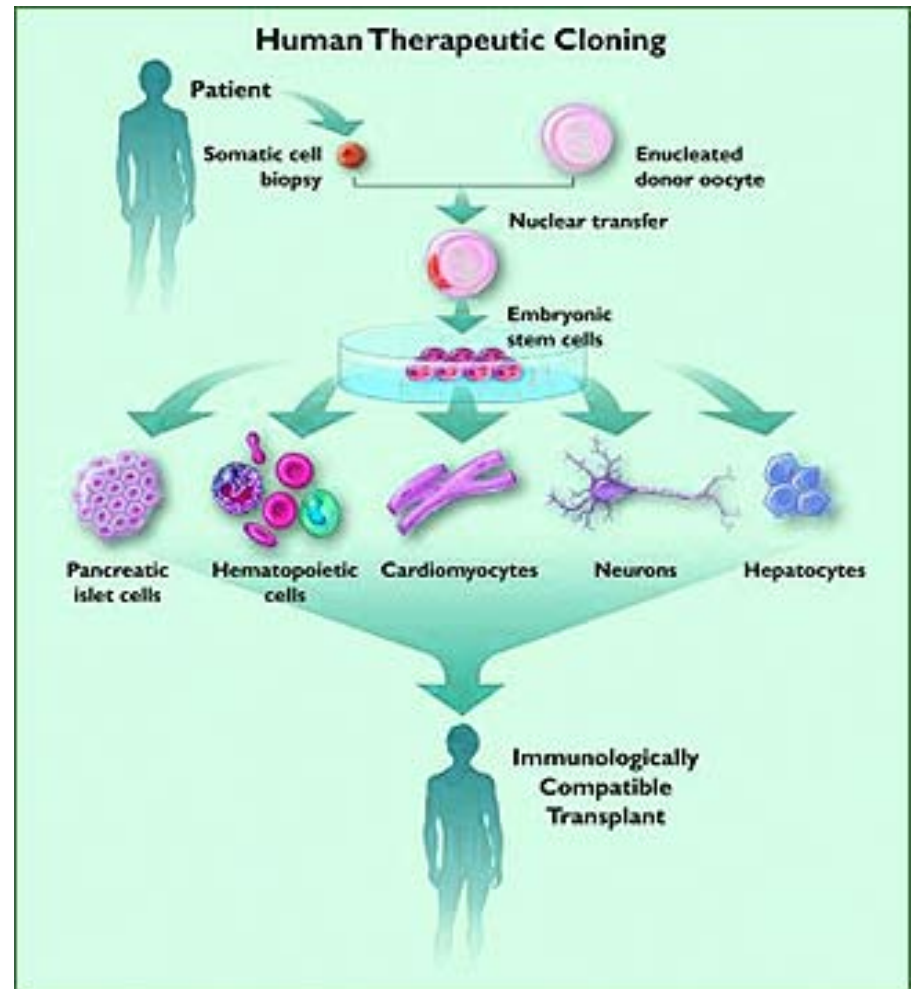 Human Therapeutic Cloning
Patient
Somatic cell
biopsy
Enucleated
donor oocyte
Nuclear transfer
Embryonic
stem cells
Pancreatic
islet cells
Hematopoietic
cells
Cardiomyocytes
Neurons
Hepatocytes
Immunologically
Compatible
Transplant